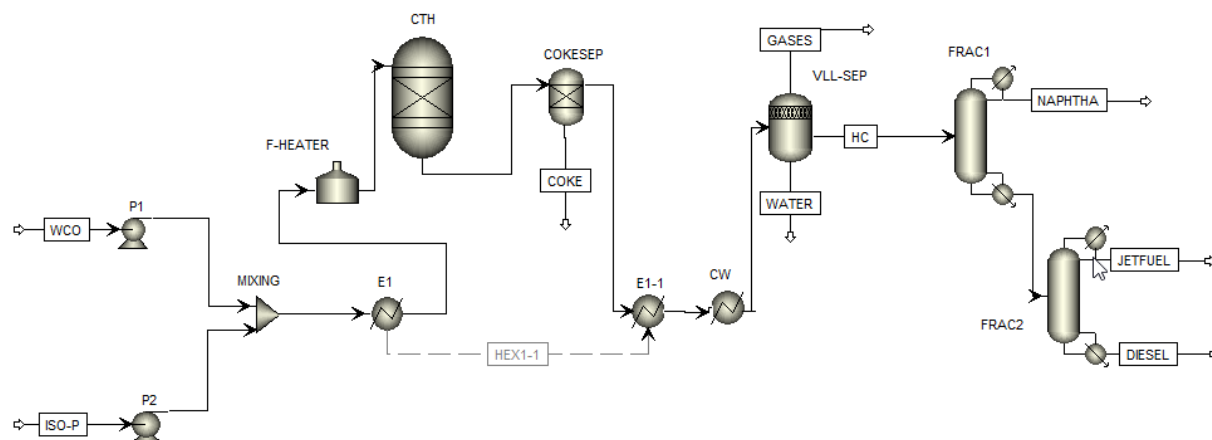 CTH
COKESEP
GASES
VLL-SEP
FRAC1
NAPHTHA
F-HEATER
HC
COKE
WATER
P1
WCO
MIXING
E1
E1-1
CW
JETFUEL
FRAC2
HEX1-1
DIESEL
P2
ISO-P